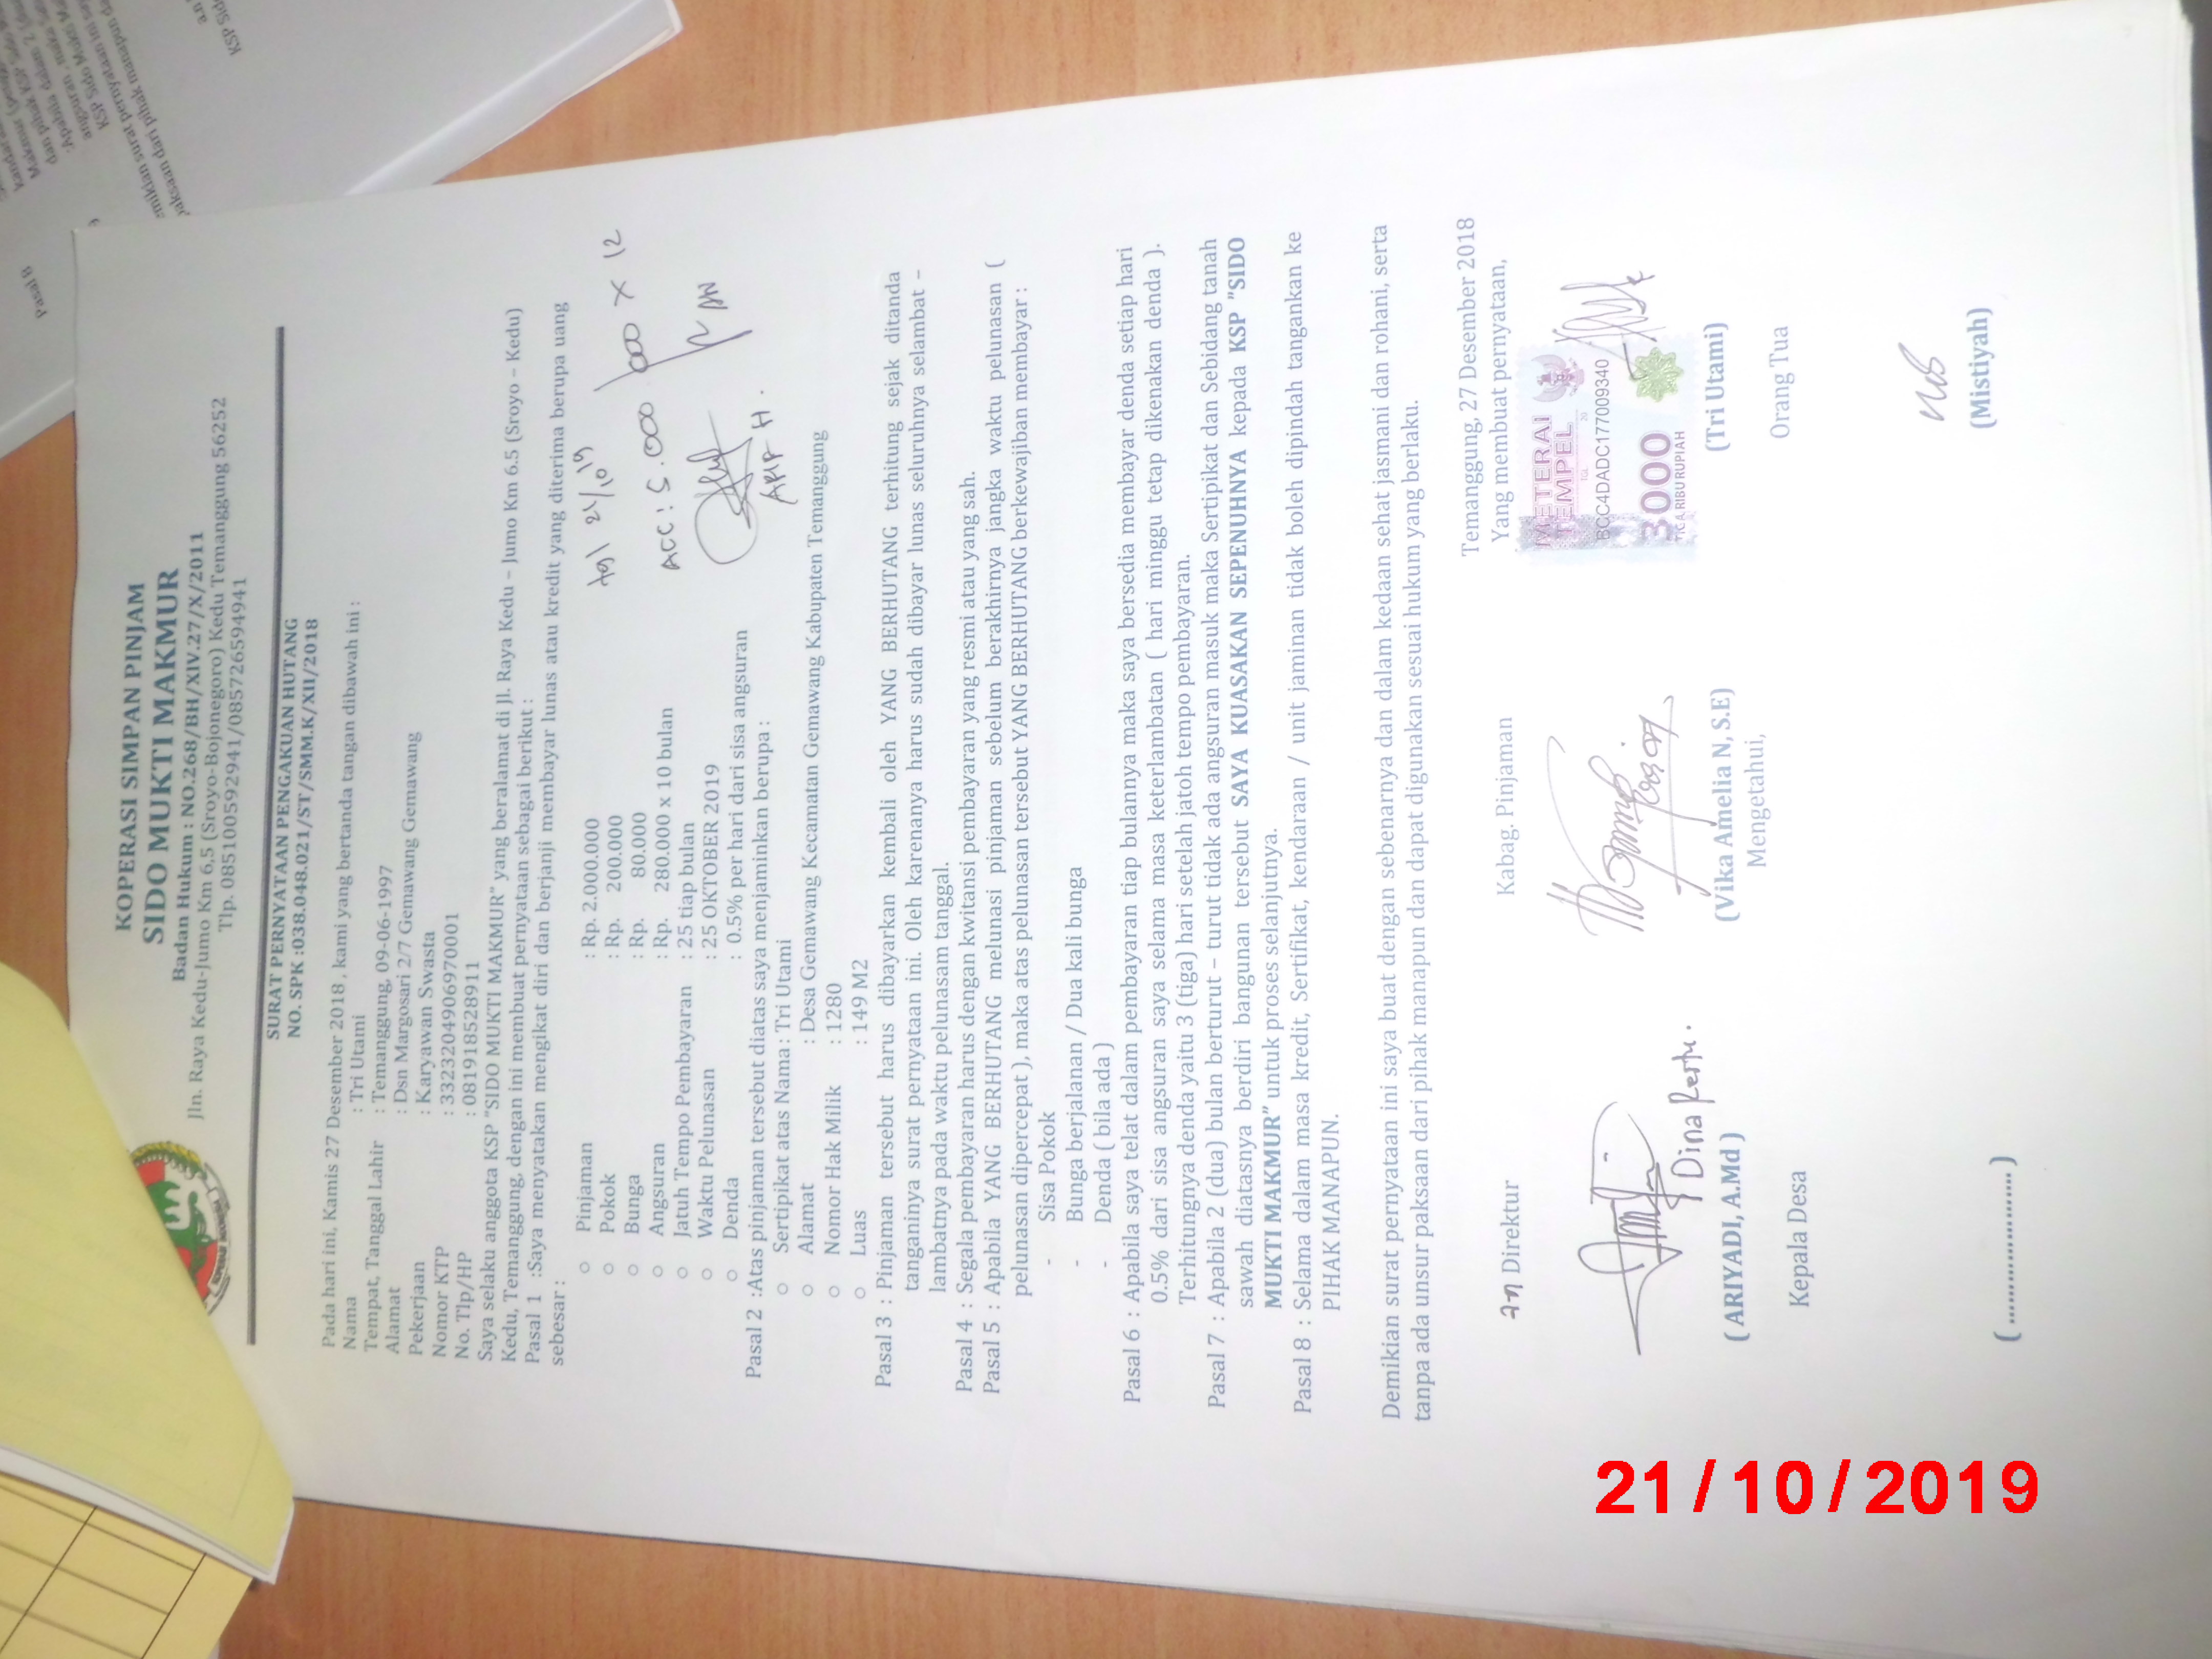 KOPERASI SIMPAN PINJAM
SIDO MUKTI MAKMUR
Badan Hukum : NO.268/BH/XIV.27/X/2011
Jln. Raya Kedu-Jumo Km 6,5 (Sroyo-Bojonegoro) Kedu Temanggung 56252
Tlp. 085100592941/085726594941
SURAT PERNYATAAN PENGAKUAN HUTANG
NO. SPK :038.048.021/ST/SMM.K/XII/2018
Pada hari ini, Kamis 27 Desember 2018 , kami yang bertanda tangan dibawah ini :
Nama : Tri Utami
Tempat, Tanggal Lahir : Temanggung, 09-06-1997
Alamat : Dsn Margosari 2/7 Gemawang Gemawang
Pekerjaan : Karyawan Swasta
Nomor KTP : 3323204906970001
No. Tlp/HP : 081918528911
Saya selaku anggota KSP "SIDO MUKTI MAKMUR" yang beralamat di Jl. Raya Kedu – Jumo Km 6.5 (Sroyo – Kedu)
Kedu, Temanggung, dengan ini membuat pernyataan sebagai berikut :
Pasal 1 :Saya menyatakan mengikat diri dan berjanji membayar lunas atau kredit yang diterima berupa uang
sebesar :
○ Pinjaman : Rp. 2.000.000
○ Pokok : Rp. 200.000
○ Bunga : Rp. 80.000
○ Angsuran : Rp. 280.000 x 10 bulan
○ Jatuh Tempo Pembayaran : 25 tiap bulan
○ Waktu Pelunasan : 25 OKTOBER 2019
○ Denda : 0.5% per hari dari sisa angsuran
tgl 21/10 19
ACC : 5.000.000 x 12
Pasal 2 :Atas pinjaman tersebut diatas saya menjaminkan berupa :
○ Sertipikat atas Nama : Tri Utami
○ Alamat : Desa Gemawang Kecamatan Gemawang Kabupaten Temanggung
○ Nomor Hak Milik : 1280
○ Luas : 149 M2
Pasal 3 : Pinjaman tersebut harus dibayarkan kembali oleh YANG BERHUTANG terhitung sejak ditanda
tanganinya surat pernyataan ini. Oleh karenanya harus sudah dibayar lunas seluruhnya selambat –
lambatnya pada waktu pelunasam tanggal.
Pasal 4 : Segala pembayaran harus dengan kwitansi pembayaran yang resmi atau yang sah.
Pasal 5 : Apabila YANG BERHUTANG melunasi pinjaman sebelum berakhirnya jangka waktu pelunasan (
pelunasan dipercepat ), maka atas pelunasan tersebut YANG BERHUTANG berkewajiban membayar :
- Sisa Pokok
- Bunga berjalanan / Dua kali bunga
- Denda ( bila ada )
Pasal 6 : Apabila saya telat dalam pembayaran tiap bulannya maka saya bersedia membayar denda setiap hari
0.5% dari sisa angsuran saya selama masa keterlambatan ( hari minggu tetap dikenakan denda ).
Terhitungnya denda yaitu 3 (tiga) hari setelah jatoh tempo pembayaran.
Pasal 7 : Apabila 2 (dua) bulan berturut – turut tidak ada angsuran masuk maka Sertipikat dan Sebidang tanah
sawah diatasnya berdiri bangunan tersebut SAYA KUASAKAN SEPENUHNYA kepada KSP "SIDO
MUKTI MAKMUR" untuk proses selanjutnya.
Pasal 8 : Selama dalam masa kredit, Sertifikat, kendaraan / unit jaminan tidak boleh dipindah tangankan ke
PIHAK MANAPUN.
Demikian surat pernyataan ini saya buat dengan sebenarnya dan dalam kedaan sehat jasmani dan rohani, serta
tanpa ada unsur paksaan dari pihak manapun dan dapat digunakan sesuai hukum yang berlaku.
Temanggung, 27 Desember 2018
an Direktur Kabag. Pinjaman Yang membuat pernyataan,
METERAI
TEMPEL
BCC4DADC177009340
3000
TIGA RIBU RUPIAH
Dina Restu.
( ARIYADI, A.Md ) (Vika Amelia N, S.E) (Tri Utami)
Mengetahui,
Kepala Desa Orang Tua
(......................) (Mistiyah)
21/10/2019
Pasal 8